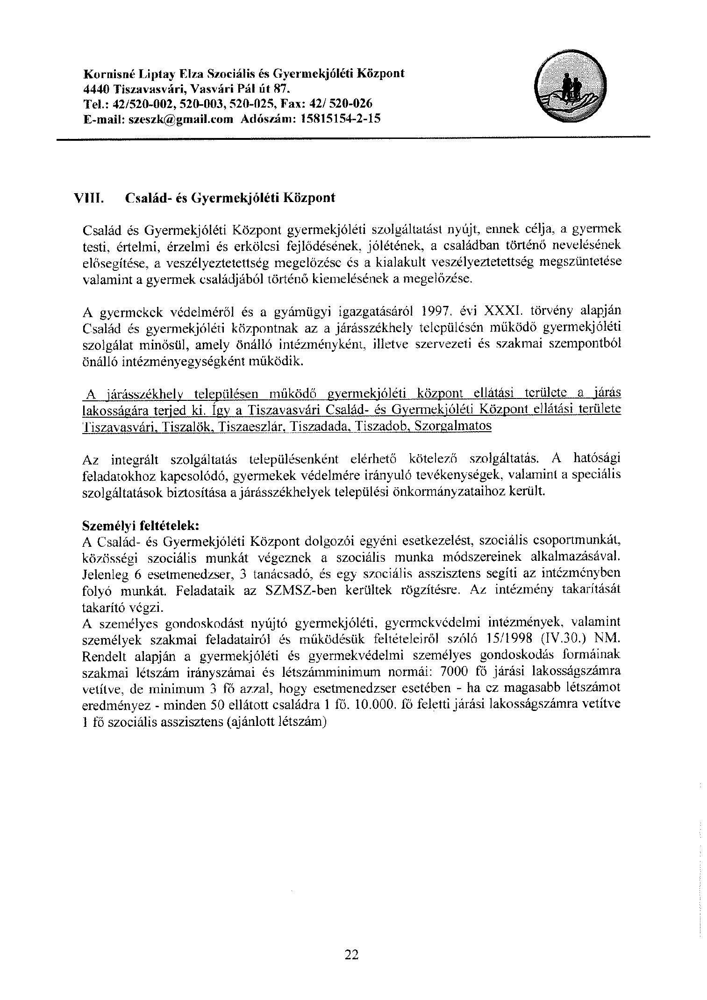 Kornisné Liptay Elza Szociális és Gyermekjóléti Központ
4440 Tiszavasvári, Vasvári Pál út 87.
Tel.: 42/520-002, 520-003, 520-025, Fax: 42/ 520-026
E-mail: szeszk@gmail.com Adószám: 15815154-2-15
VIII. Család- és Gyermekjóléti Központ
Család és Gyermekjóléti Központ gyermekjóléti szolgáltatást nyújt, ennek célja, a gyermek
testi, értelmi, érzelmi és erkölcsi fejlődésének, jólétének, a családban történő nevelésének
elősegítése, a veszélyeztetettség megelőzése és a kialakult veszélyeztetettség megszüntetése
valamint a gyermek családjából történő kiemelésének a megelőzése.
A gyermekek védelméről és a gyámügyi igazgatásáról 1997. évi XXXI. törvény alapján
Család és gyermekjóléti központnak az a járásszékhely településén működő gyermekjóléti
szolgálat minősül, amely önálló intézményként, illetve szervezeti és szakmai szempontból
önálló intézményegységként működik.
A járásszékhely településen működő gyermekjóléti központ ellátási területe a járás
lakosságára terjed ki. Így a Tiszavasvári Család- és Gyermekjóléti Központ ellátási területe
Tiszavasvári, Tiszalök, Tiszaeszlár, Tiszadada, Tiszadob, Szorgalmatos
Az integrált szolgáltatás településenként elérhető kötelező szolgáltatás. A hatósági
feladatokhoz kapcsolódó, gyermekek védelmére irányuló tevékenységek, valamint a speciális
szolgáltatások biztosítása a járásszékhelyek települési önkormányzataihoz került.
Személyi feltételek:
A Család- és Gyermekjóléti Központ dolgozói egyéni esetkezelést, szociális csoportmunkát,
közösségi szociális munkát végeznek a szociális munka módszereinek alkalmazásával.
Jelenleg 6 esetmenedzser, 3 tanácsadó, és egy szociális asszisztens segíti az intézményben
folyó munkát. Feladataik az SZMSZ-ben kerültek rögzítésre. Az intézmény takarítását
takarító végzi.
A személyes gondoskodást nyújtó gyermekjóléti, gyermekvédelmi intézmények, valamint
személyek szakmai feladatairól és működésük feltételeiről szóló 15/1998 (IV.30.) NM.
Rendelt alapján a gyermekjóléti és gyermekvédelmi személyes gondoskodás formáinak
szakmai létszám irányszámai és létszámminimum normái: 7000 fő járási lakosságszámra
vetítve, de minimum 3 fő azzal, hogy esetmenedzser esetében - ha ez magasabb létszámot
eredményez - minden 50 ellátott családra 1 fő. 10.000. fő feletti járási lakosságszámra vetítve
1 fő szociális asszisztens (ajánlott létszám)
22